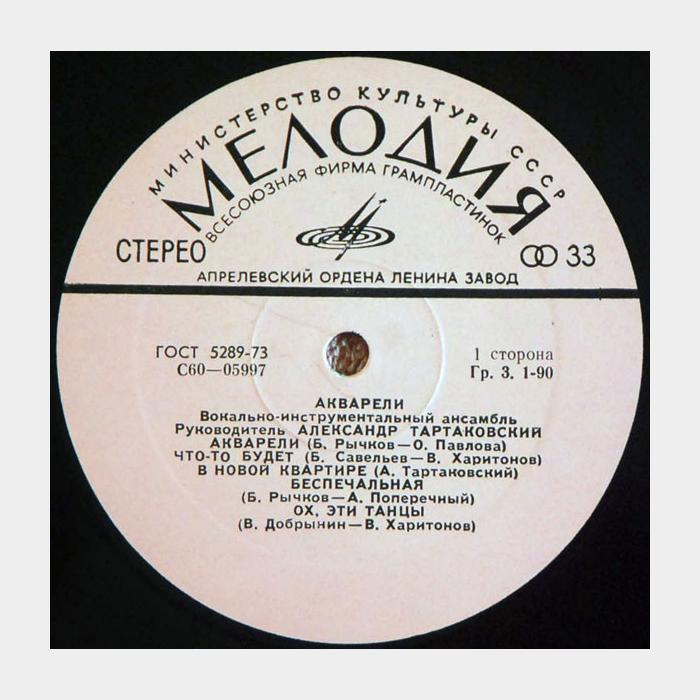 МИНИСТЕРСТВО КУЛЬТУРЫ СССР
МЕЛОДИЯ
ВСЕСОЮЗНАЯ ФИРМА ГРАМПЛАСТИНОК
СТЕРЕО
33
АПРЕЛЕВСКИЙ ОРДЕНА ЛЕНИНА ЗАВОД
ГОСТ 5289-73
1 сторона
С60—05997
Гр. 3. 1-90
АКВАРЕЛИ
Вокально-инструментальный ансамбль
Руководитель АЛЕКСАНДР ТАРТАКОВСКИЙ
АКВАРЕЛИ (Б. Рычков—О. Павлова)
ЧТО-ТО БУДЕТ (Б. Савельев—В. Харитонов)
В НОВОЙ КВАРТИРЕ (А. Тартаковский)
БЕСПЕЧАЛЬНАЯ
(Б. Рычков—А. Поперечный)
ОХ, ЭТИ ТАНЦЫ
(В. Добрынин—В. Харитонов)